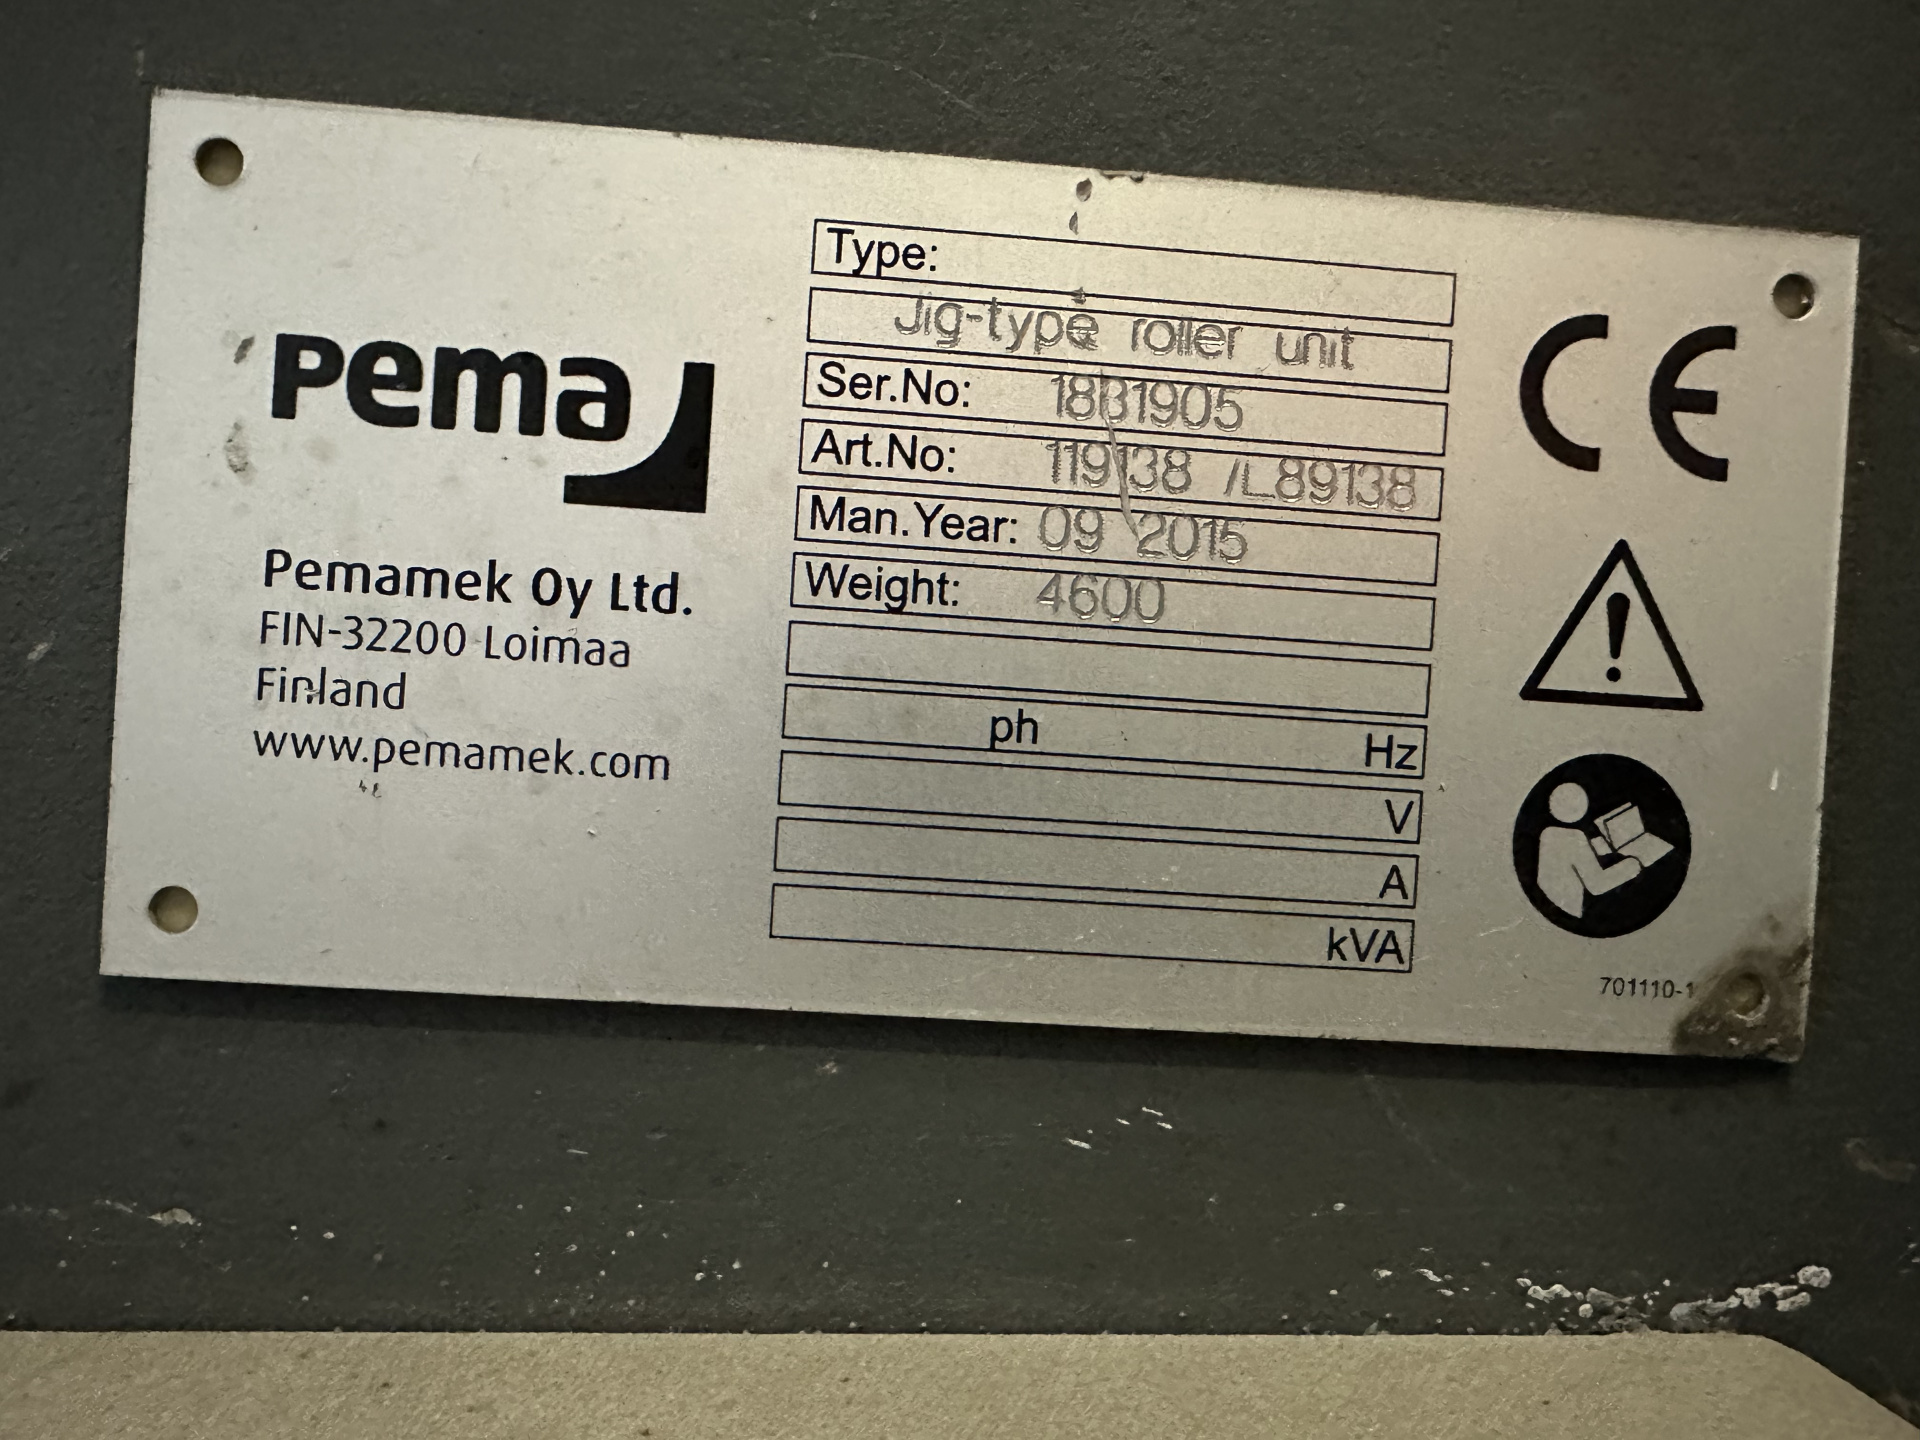 pema
Pemamek Oy Ltd.
FIN-32200 Loimaa
Finland
www.pemamek.com
Type:
Jig-type roller unit
Ser.No: 1831905
Art.No: 119138 /L89138
Man.Year: 09 2015
Weight: 4600
ph Hz
V
A
kVA
CE
701110-1